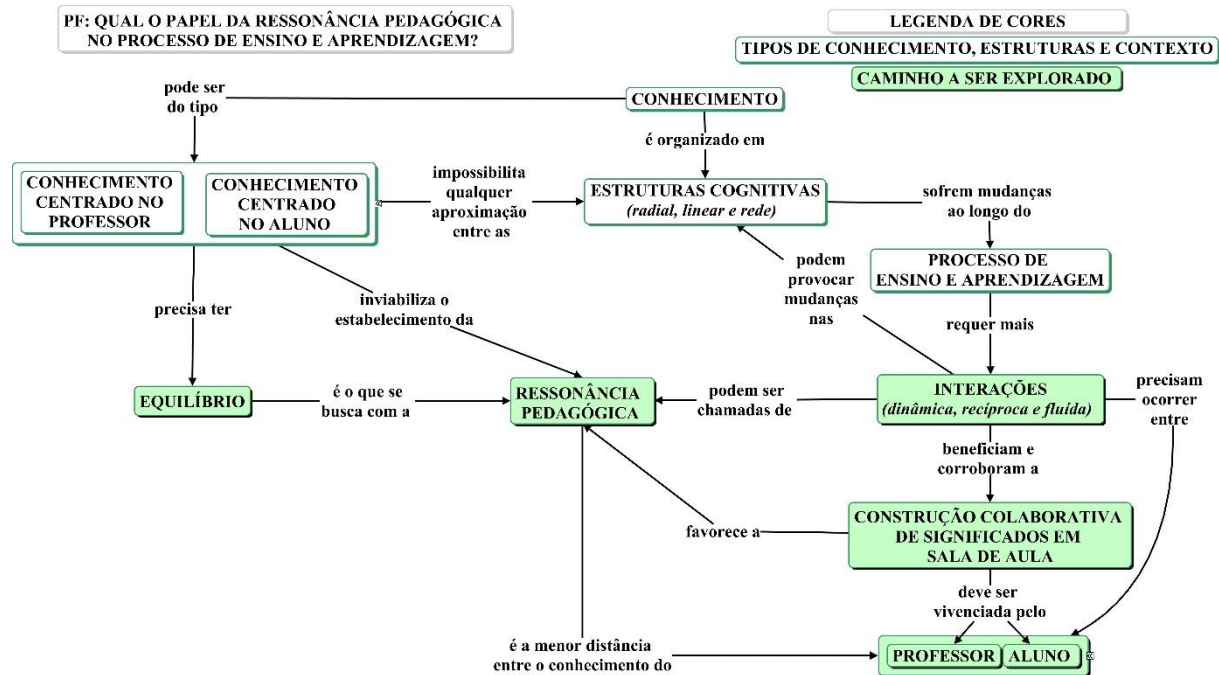 PF: QUAL O PAPEL DA RESSONÂNCIA PEDAGÓGICA
NO PROCESSO DE ENSINO E APRENDIZAGEM?
LEGENDA DE CORES
TIPOS DE CONHECIMENTO, ESTRUTURAS E CONTEXTO
CAMINHO A SER EXPLORADO
pode ser
do tipo
CONHECIMENTO
é organizado em
CONHECIMENTO
CENTRADO NO
PROFESSOR
CONHECIMENTO
CENTRADO
NO ALUNO
impossibilita
qualquer
aproximação
entre as
ESTRUTURAS COGNITIVAS
(radial, linear e rede)
sofrem mudanças
ao longo do
PROCESSO DE
ENSINO E APRENDIZAGEM
precisa ter
inviabiliza o
estabelecimento da
podem
provocar
mudanças
nas
requer mais
EQUILÍBRIO
é o que se
busca com a
RESSONÂNCIA
PEDAGÓGICA
podem ser
chamadas de
INTERAÇÕES
(dinâmica, recíproca e fluída)
precisam
ocorrer
entre
beneficiam e
corroboram a
favorece a
CONSTRUÇÃO COLABORATIVA
DE SIGNIFICADOS EM
SALA DE AULA
deve ser
vivenciada pelo
é a menor distância
entre o conhecimento do
PROFESSOR
ALUNO